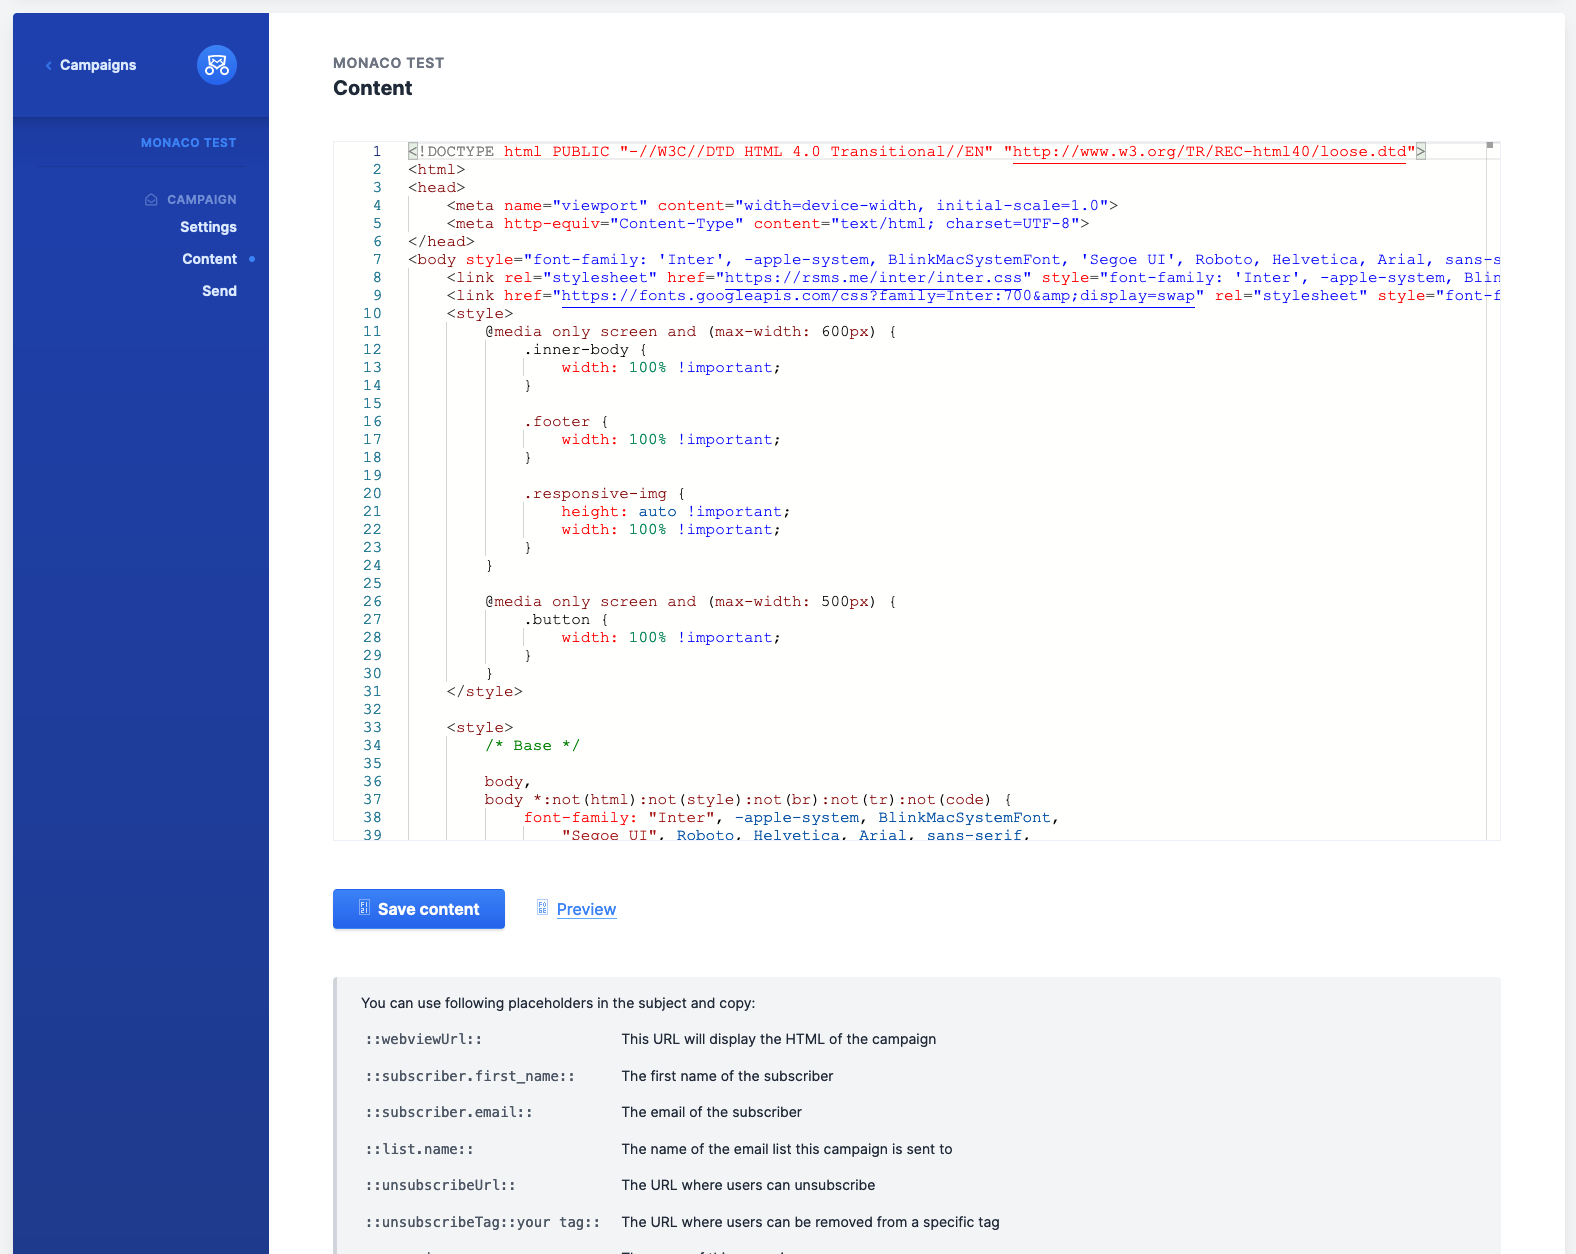 Campaigns
MONACO TEST
CAMPAIGN
Settings
Content
Send
MONACO TEST
Content
1 <!DOCTYPE html PUBLIC "-//W3C//DTD HTML 4.0 Transitional//EN" "http://www.w3.org/TR/REC-html40/loose.dtd">
2 <html>
3 <head>
4     <meta name="viewport" content="width=device-width, initial-scale=1.0">
5     <meta http-equiv="Content-Type" content="text/html; charset=UTF-8">
6 </head>
7 <body style="font-family: 'Inter', -apple-system, BlinkMacSystemFont, 'Segoe UI', Roboto, Helvetica, Arial, sans-s
8     <link rel="stylesheet" href="https://rsms.me/inter/inter.css" style="font-family: 'Inter', -apple-system, Blin
9     <link href="https://fonts.googleapis.com/css?family=Inter:700&amp;display=swap" rel="stylesheet" style="font-f
10     <style>
11         @media only screen and (max-width: 600px) {
12             .inner-body {
13                 width: 100% !important;
14             }
15
16             .footer {
17                 width: 100% !important;
18             }
19
20             .responsive-img {
21                 height: auto !important;
22                 width: 100% !important;
23             }
24         }
25
26         @media only screen and (max-width: 500px) {
27             .button {
28                 width: 100% !important;
29             }
30         }
31     </style>
32
33     <style>
34         /* Base */
35
36         body,
37         body *:not(html):not(style):not(br):not(tr):not(code) {
38             font-family: "Inter", -apple-system, BlinkMacSystemFont,
39                 "Segoe UI", Roboto, Helvetica, Arial, sans-serif,
Save content
Preview
You can use following placeholders in the subject and copy:
::webviewUrl:: This URL will display the HTML of the campaign
::subscriber.first_name:: The first name of the subscriber
::subscriber.email:: The email of the subscriber
::list.name:: The name of the email list this campaign is sent to
::unsubscribeUrl:: The URL where users can unsubscribe
::unsubscribeTag::your tag:: The URL where users can be removed from a specific tag